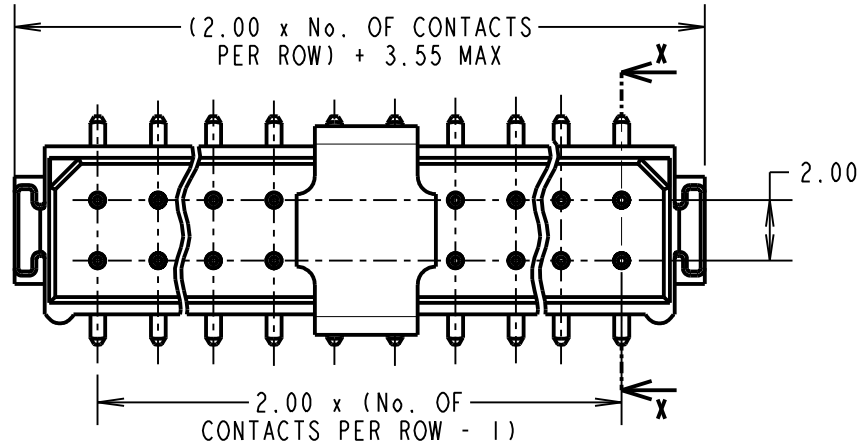 (2.00 x No. OF CONTACTS
PER ROW) + 3.55 MAX
X
2.00
2.00 x (No. OF
CONTACTS PER ROW - 1)
X